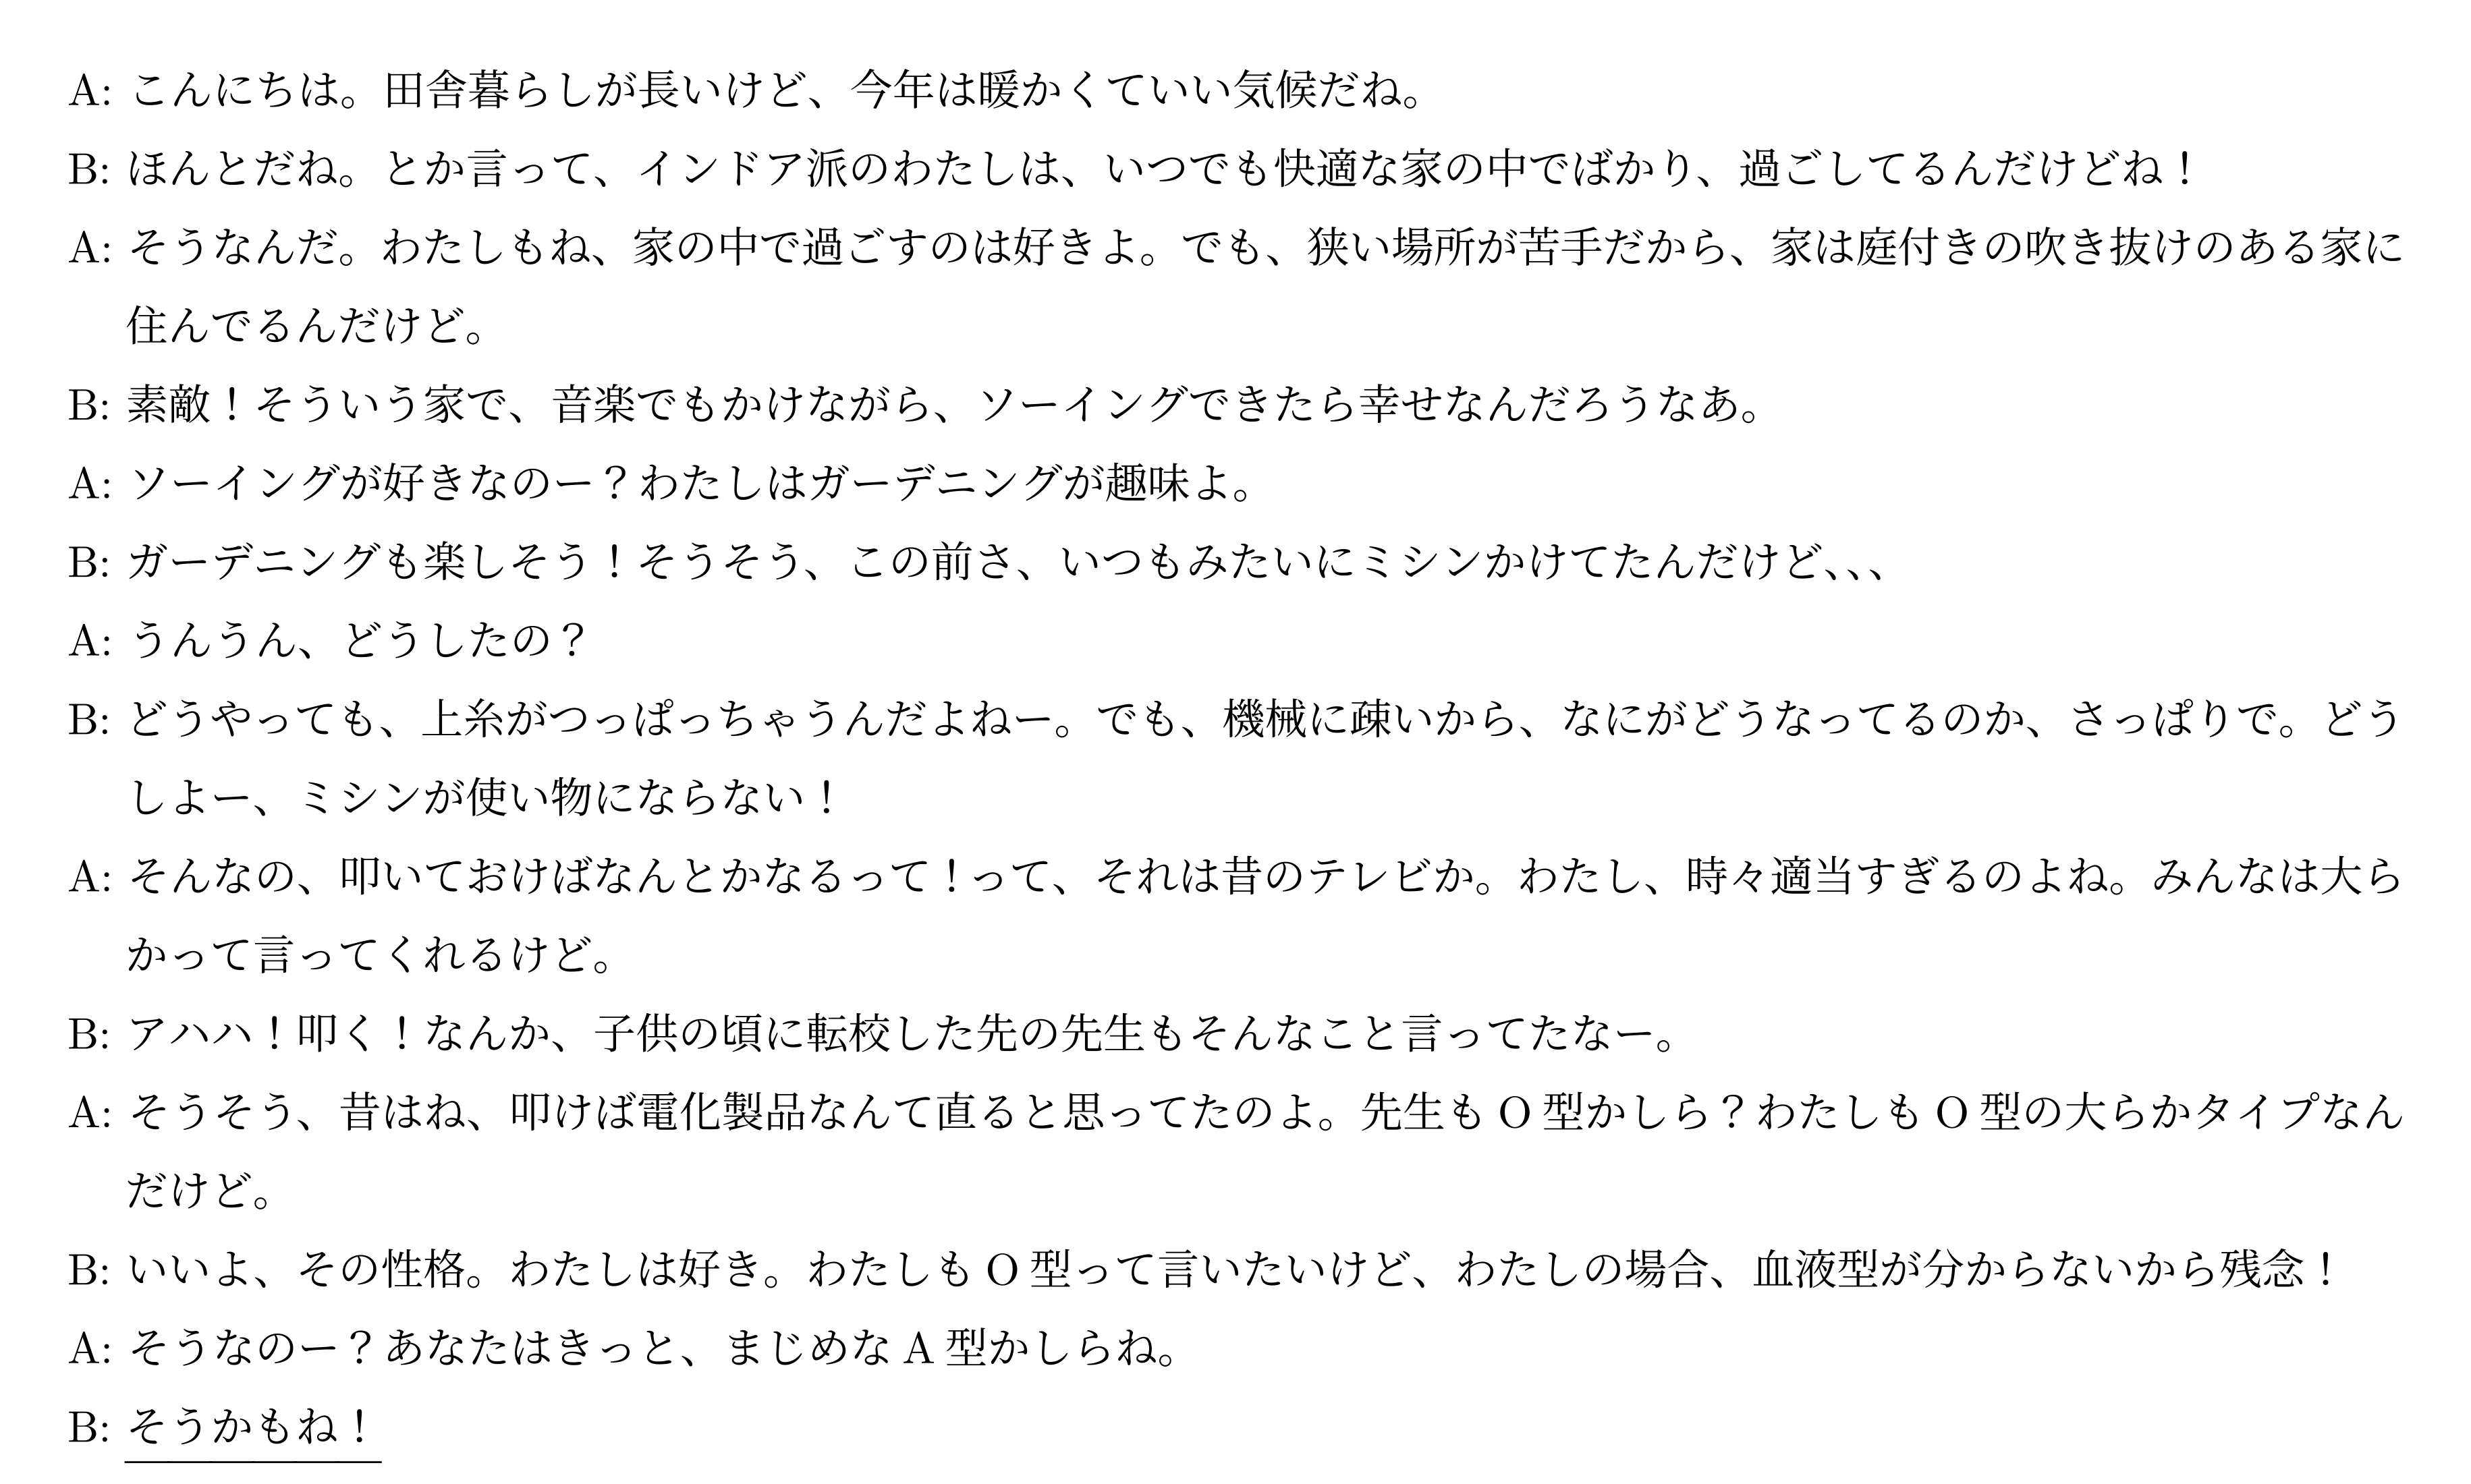 A: こんにちは。田舎暮らしが長いけど、今年は暖かくていい気候だね。
B: ほんとだね。とか言って、インドア派のわたしは、いつでも快適な家の中でばかり、過ごしてるんだけどね！
A: そうなんだ。わたしもね、家の中で過ごすのは好きよ。でも、狭い場所が苦手だから、家は庭付きの吹き抜けのある家に
住んでるんだけど。
B: 素敵！そういう家で、音楽でもかけながら、ソーイングできたら幸せなんだろうなあ。
A: ソーイングが好きなのー？わたしはガーデニングが趣味よ。
B: ガーデニングも楽しそう！そうそう、この前さ、いつもみたいにミシンかけてたんだけど、、、
A: うんうん、どうしたの？
B: どうやっても、上糸がつっぱっちゃうんだよねー。でも、機械に疎いから、なにがどうなってるのか、さっぱりで。どう
しよー、ミシンが使い物にならない！
A: そんなの、叩いておけばなんとかなるって！って、それは昔のテレビか。わたし、時々適当すぎるのよね。みんなは大ら
かって言ってくれるけど。
B: アハハ！叩く！なんか、子供の頃に転校した先の先生もそんなこと言ってたなー。
A: そうそう、昔はね、叩けば電化製品なんて直ると思ってたのよ。先生も O 型かしら？わたしも O 型の大らかタイプなん
だけど。
B: いいよ、その性格。わたしは好き。わたしも O 型って言いたいけど、わたしの場合、血液型が分からないから残念！
A: そうなのー？あなたはきっと、まじめな A 型かしらね。
B: そうかもね！